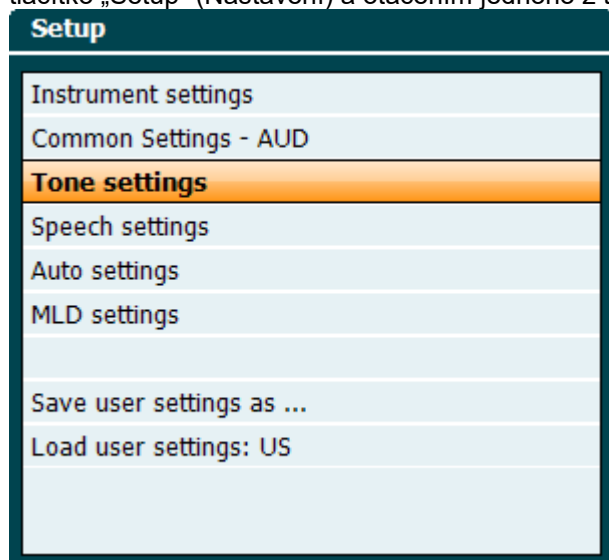 tlačítko „Setup" (Nastavení) a otáčením jednoho z
Setup
Instrument settings
Common Settings - AUD
Tone settings
Speech settings
Auto settings
MLD settings
Save user settings as ...
Load user settings: US